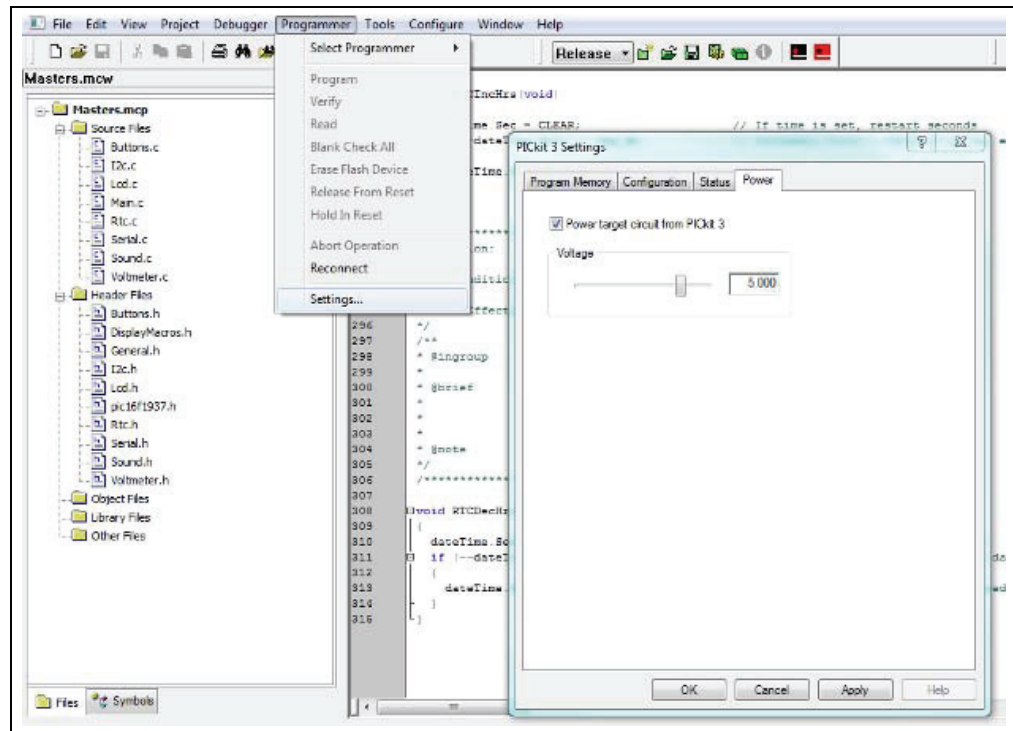 File Edit View Project Debugger Programmer Tools Configure Window Help
Release
Masters.mcw
Masters.mcp
Source Files
Buttons.c
I2c.c
Lcd.c
Main.c
Rtc.c
Serial.c
Sound.c
Voltmeter.c
Header Files
Buttons.h
DisplayMacros.h
General.h
I2c.h
Lcd.h
pic16f1937.h
Rtc.h
Serial.h
Sound.h
Voltmeter.h
Object Files
Library Files
Other Files
Files Symbols
Select Programmer
Program
Verify
Read
Blank Check All
Erase Flash Device
Release From Reset
Hold In Reset
Abort Operation
Reconnect
Settings...
IncHrs(void)
Sec = CLEAR; // If time is set, restart seconds
296 */
297 /**
298 * @ingroup
299 *
300 * @brief
301 *
302 *
303 *
304 * @note
305 */
306 /************
307
308 void RTCDecHr
309 {
310 dateTime.Se
311 if (--dateT
312 {
313 dateTime.
314 }
315 }
PICkit 3 Settings
Program Memory Configuration Status Power
Power target circuit from PICkit 3
Voltage
5.000
OK Cancel Apply Help